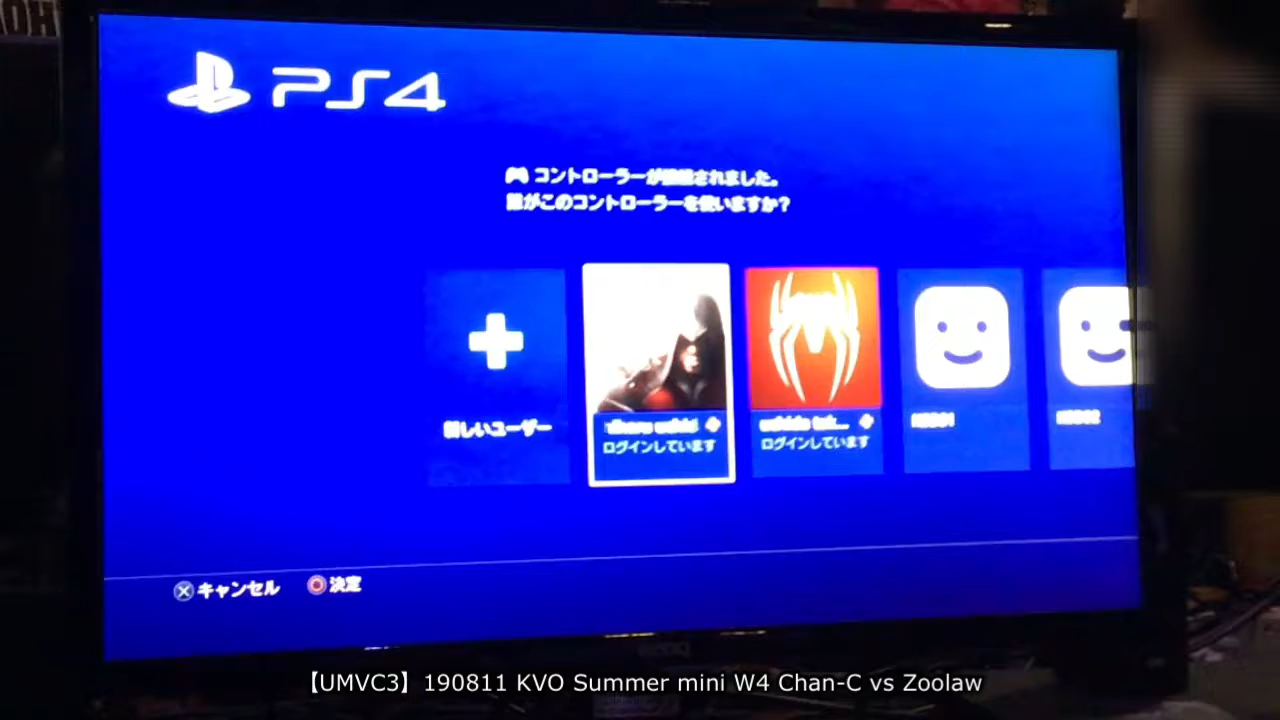 PS4
コントローラーが接続されました。
誰がこのコントローラーを使いますか?
新しいユーザー
ログインしています
ログインしています
キャンセル
決定
BenQ
【UMVC3】190811 KVO Summer mini W4 Chan-C vs Zoolaw